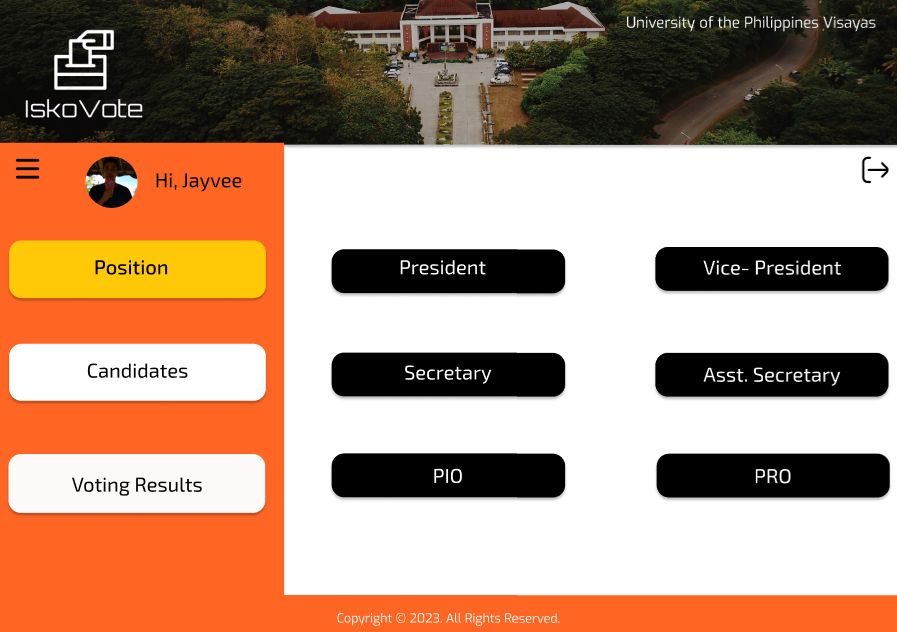 University of the Philippines Visayas
IskoVote
Hi, Jayvee
Position
President
Vice- President
Candidates
Secretary
Asst. Secretary
Voting Results
PIO
PRO
Copyright © 2023. All Rights Reserved.